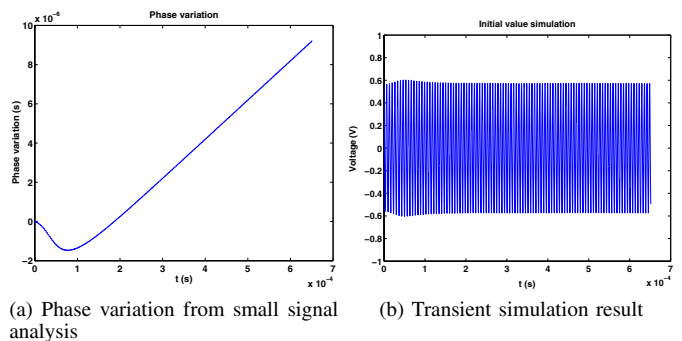 Phase variation
x 10⁻⁶
10
8
6
4
2
0
−2
Phase variation (s)
0 1 2 3 4 5 6 7
t (s)
x 10⁻⁴
(a) Phase variation from small signal
analysis
Initial value simulation
1
0.8
0.6
0.4
0.2
0
−0.2
−0.4
−0.6
−0.8
−1
Voltage (V)
0 1 2 3 4 5 6 7
t (s)
x 10⁻⁴
(b) Transient simulation result